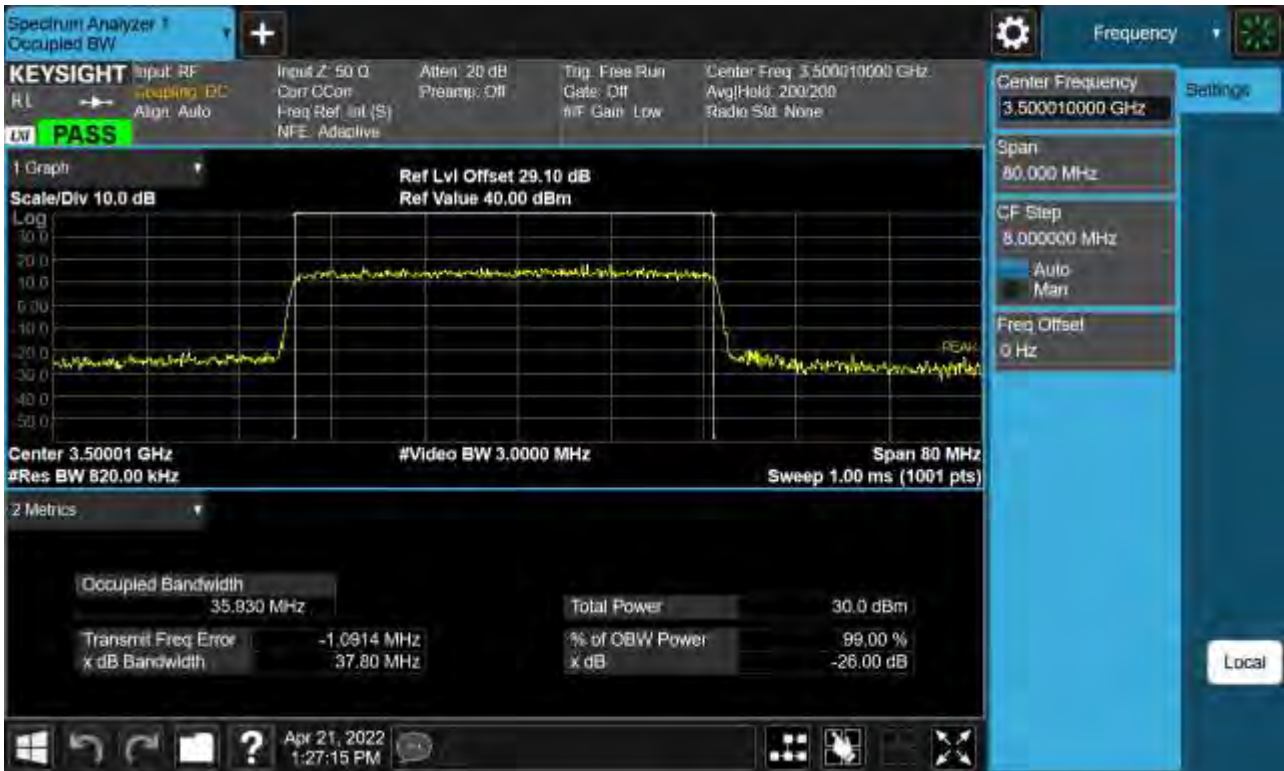 Spectrum Analyzer 1
Occupied BW
Frequency
KEYSIGHT
RL
Input: RF
Coupling: DC
Align: Auto
Input Z: 50 Ω
Corr CCorr
Freq Ref: Int (S)
NFE: Adaptive
Atten: 20 dB
Preamp: Off
Trig: Free Run
Gate: Off
#IF Gain: Low
Center Freq: 3.500010000 GHz
Avg|Hold: 200/200
Radio Std: None
LXI
PASS
1 Graph
Scale/Div 10.0 dB
Ref Lvl Offset 29.10 dB
Ref Value 40.00 dBm
Log
30.0
20.0
10.0
0.00
-10.0
-20.0
-30.0
-40.0
-50.0
PEAK
Center 3.50001 GHz
#Res BW 820.00 kHz
#Video BW 3.0000 MHz
Span 80 MHz
Sweep 1.00 ms (1001 pts)
2 Metrics
Occupied Bandwidth
35.930 MHz
Total Power 30.0 dBm
Transmit Freq Error -1.0914 MHz
% of OBW Power 99.00 %
x dB Bandwidth 37.80 MHz
x dB -26.00 dB
Center Frequency
3.500010000 GHz
Settings
Span
80.000 MHz
CF Step
8.000000 MHz
Auto
Man
Freq Offset
0 Hz
Local
?
Apr 21, 2022
1:27:15 PM